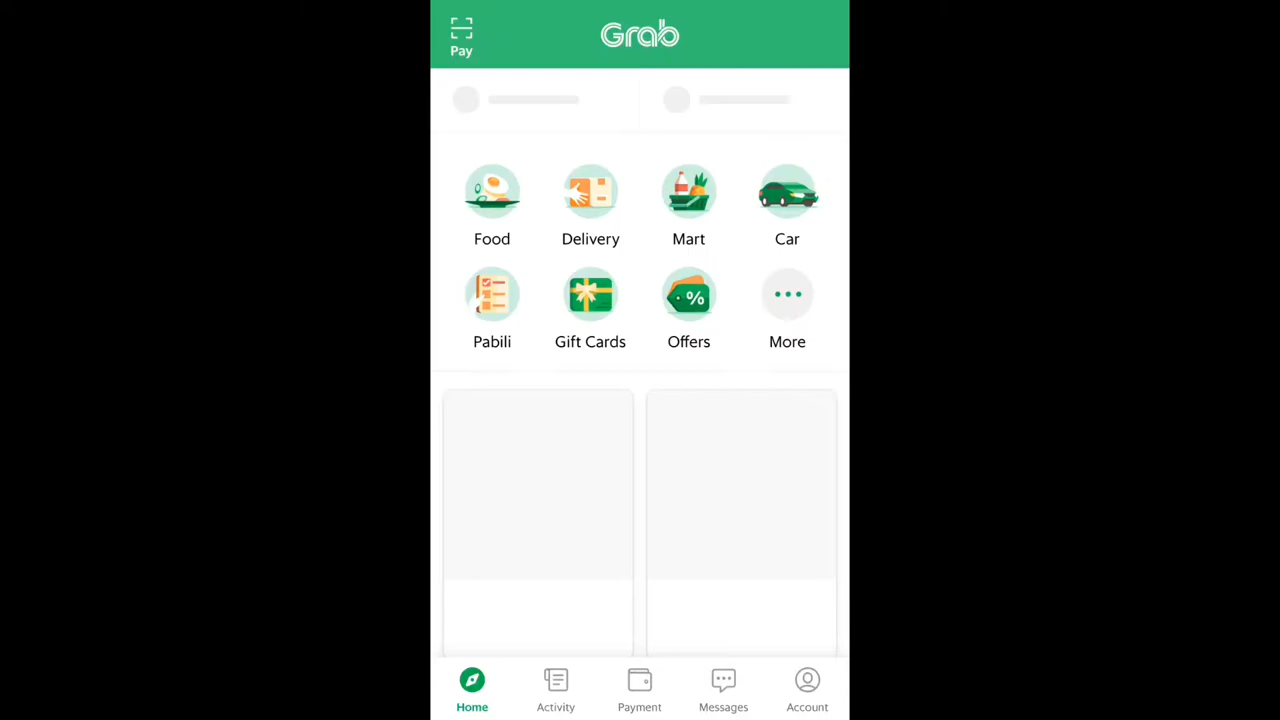 Grab
Pay
Food Delivery Mart Car
%
Pabili Gift Cards Offers More
Home Activity Payment Messages Account